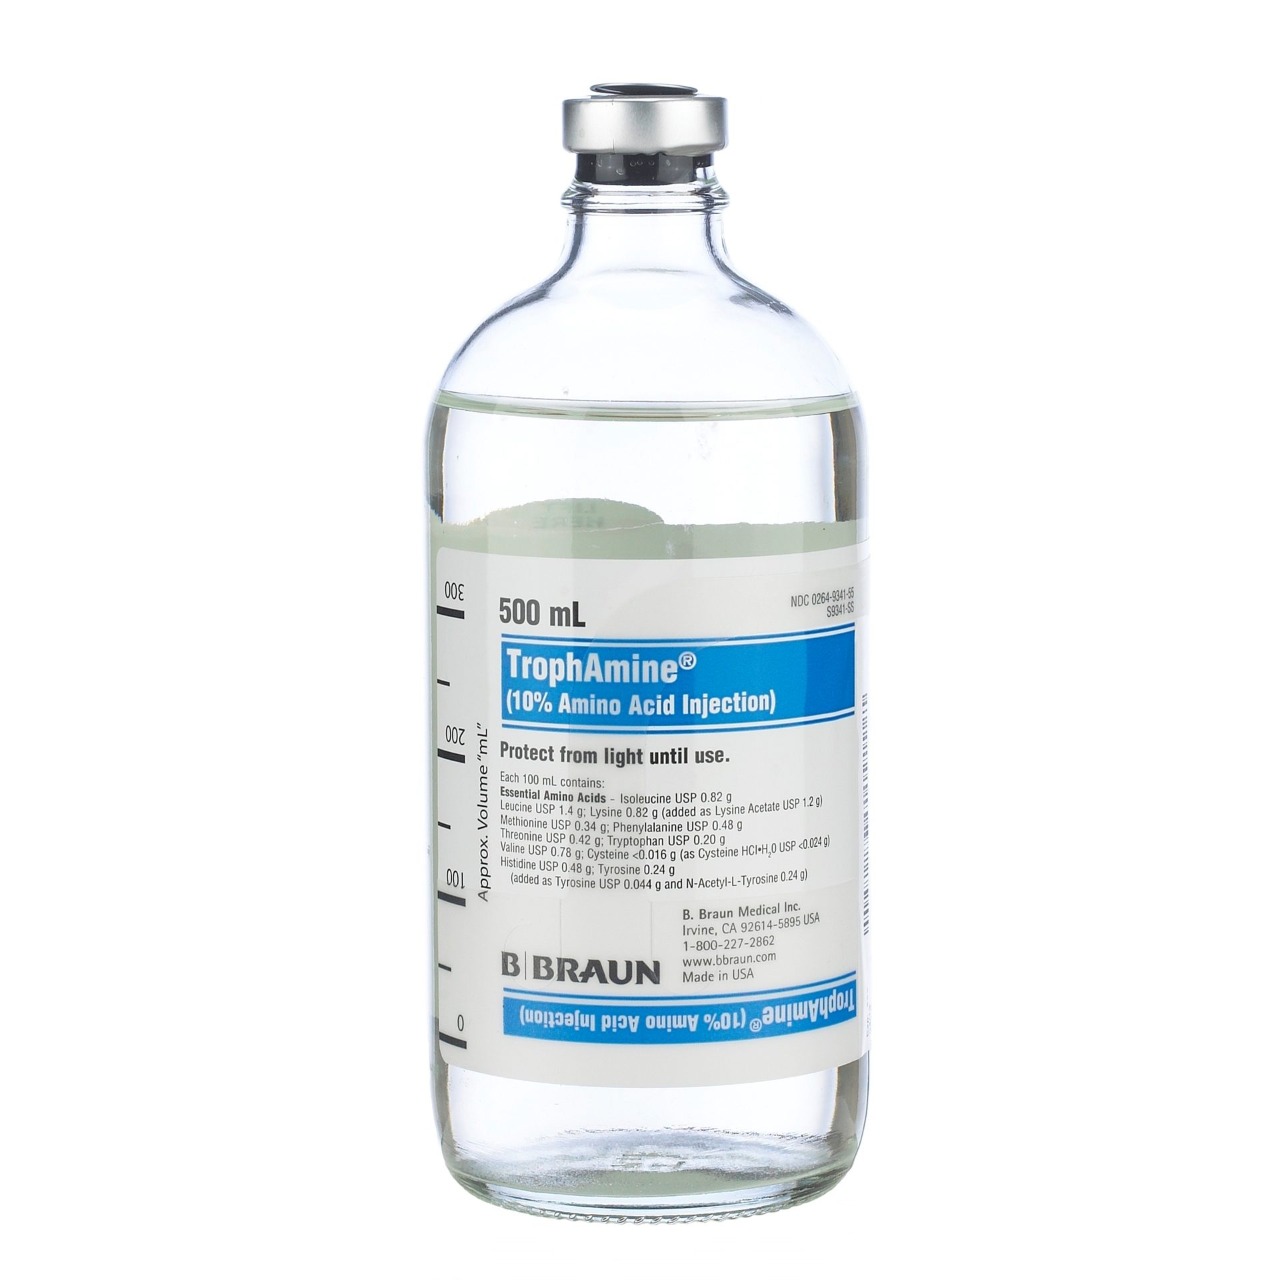 500 mL
NDC 0264-9341-55
S9341-SS
TrophAmine®
(10% Amino Acid Injection)
Protect from light until use.
Each 100 mL contains:
Essential Amino Acids - Isoleucine USP 0.82 g
Leucine USP 1.4 g; Lysine 0.82 g (added as Lysine Acetate USP 1.2 g)
Methionine USP 0.34 g; Phenylalanine USP 0.48 g
Threonine USP 0.42 g; Tryptophan USP 0.20 g
Valine USP 0.78 g; Cysteine <0.016 g (as Cysteine HCl•H₂O USP <0.024 g)
Histidine USP 0.48 g; Tyrosine 0.24 g
(added as Tyrosine USP 0.044 g and N-Acetyl-L-Tyrosine 0.24 g)
B. Braun Medical Inc.
Irvine, CA 92614-5895 USA
1-800-227-2862
www.bbraun.com
Made in USA
B|BRAUN
TrophAmine® (10% Amino Acid Injection)
Approx. Volume "mL"
300
200
100
0